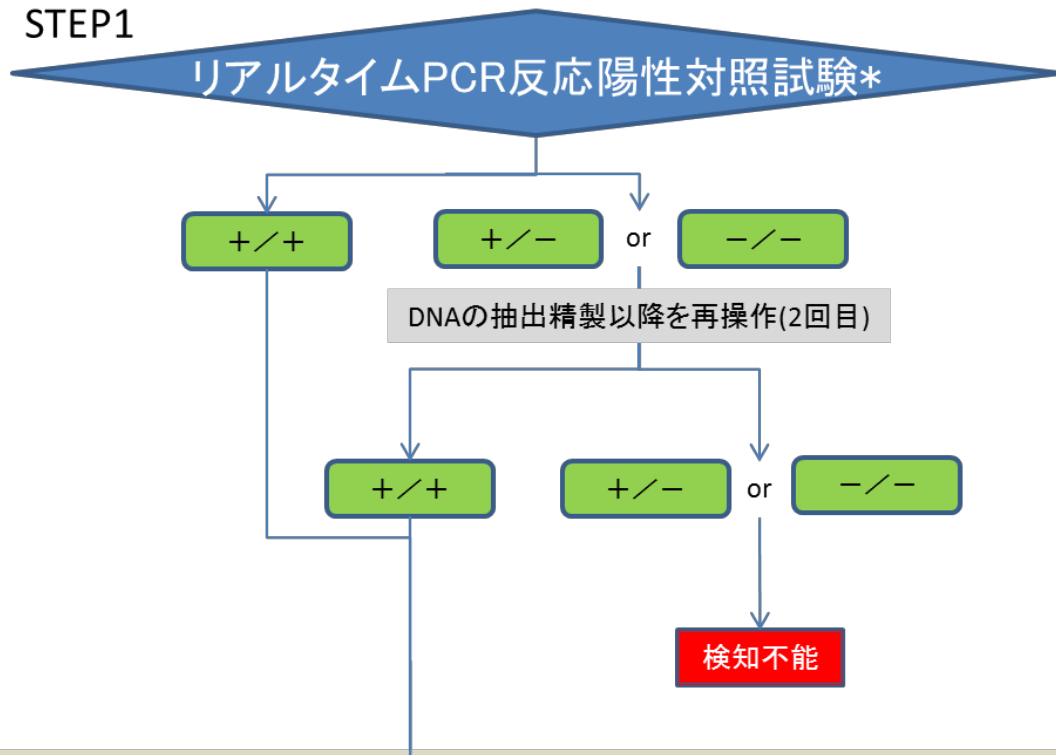 STEP1
リアルタイムPCR反応陽性対照試験*
+/+
+/- or -/-
DNAの抽出精製以降を再操作(2回目)
+/+
+/- or -/-
検知不能